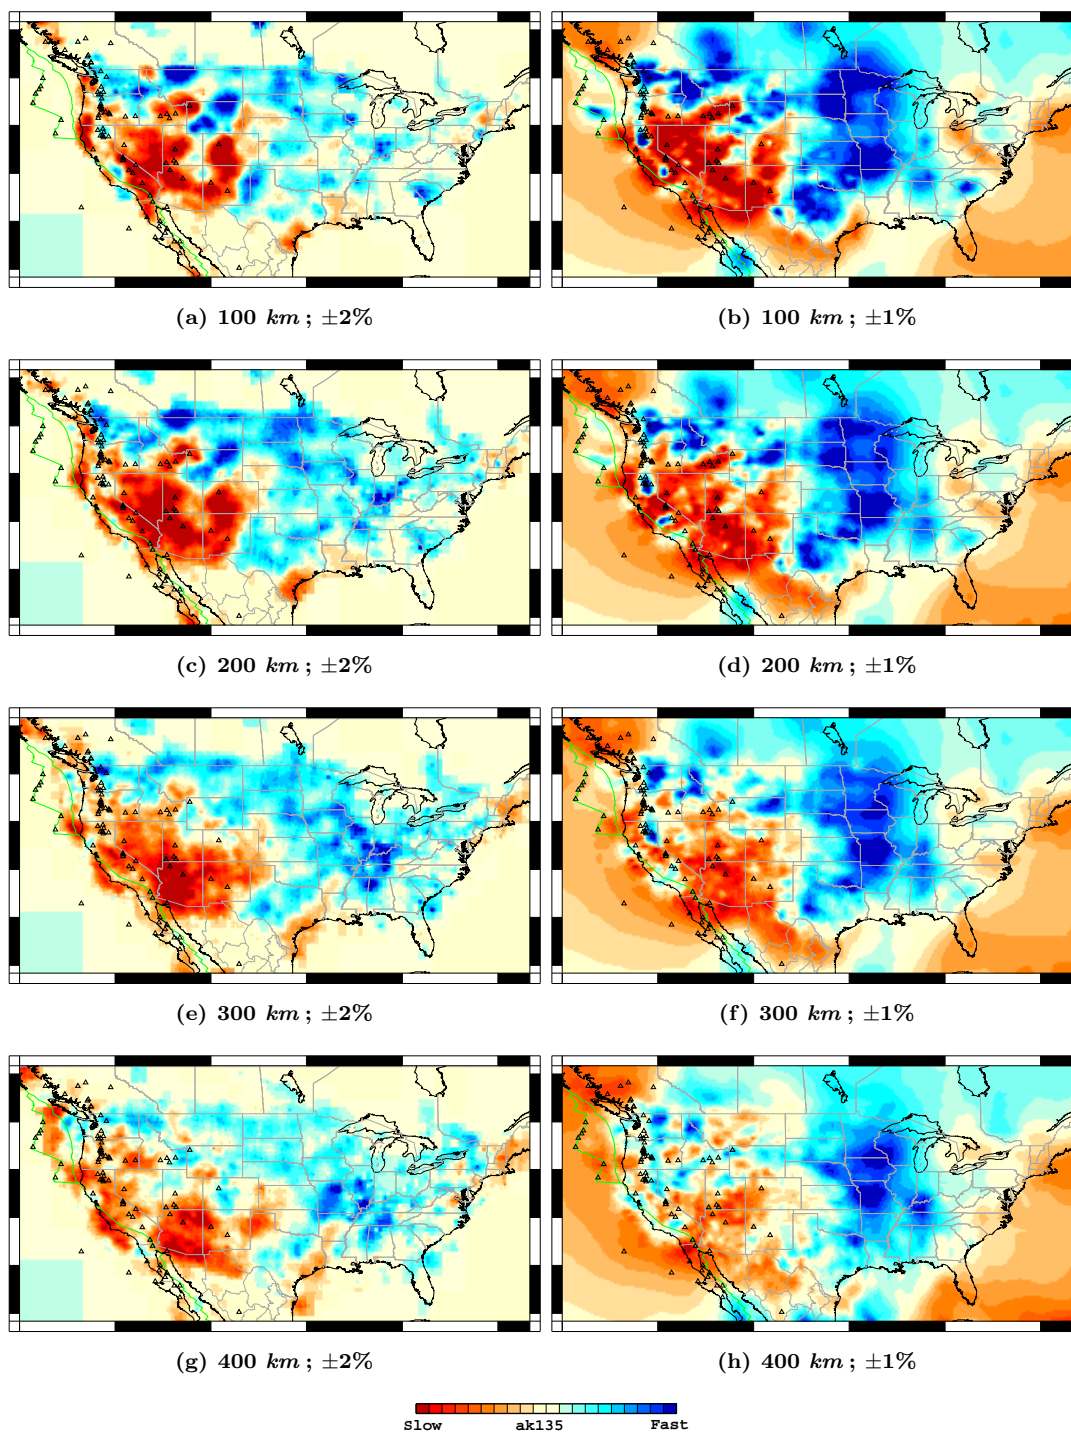 (a) 100 km; ±2%
(b) 100 km; ±1%
(c) 200 km; ±2%
(d) 200 km; ±1%
(e) 300 km; ±2%
(f) 300 km; ±1%
(g) 400 km; ±2%
(h) 400 km; ±1%
Slow ak135 Fast